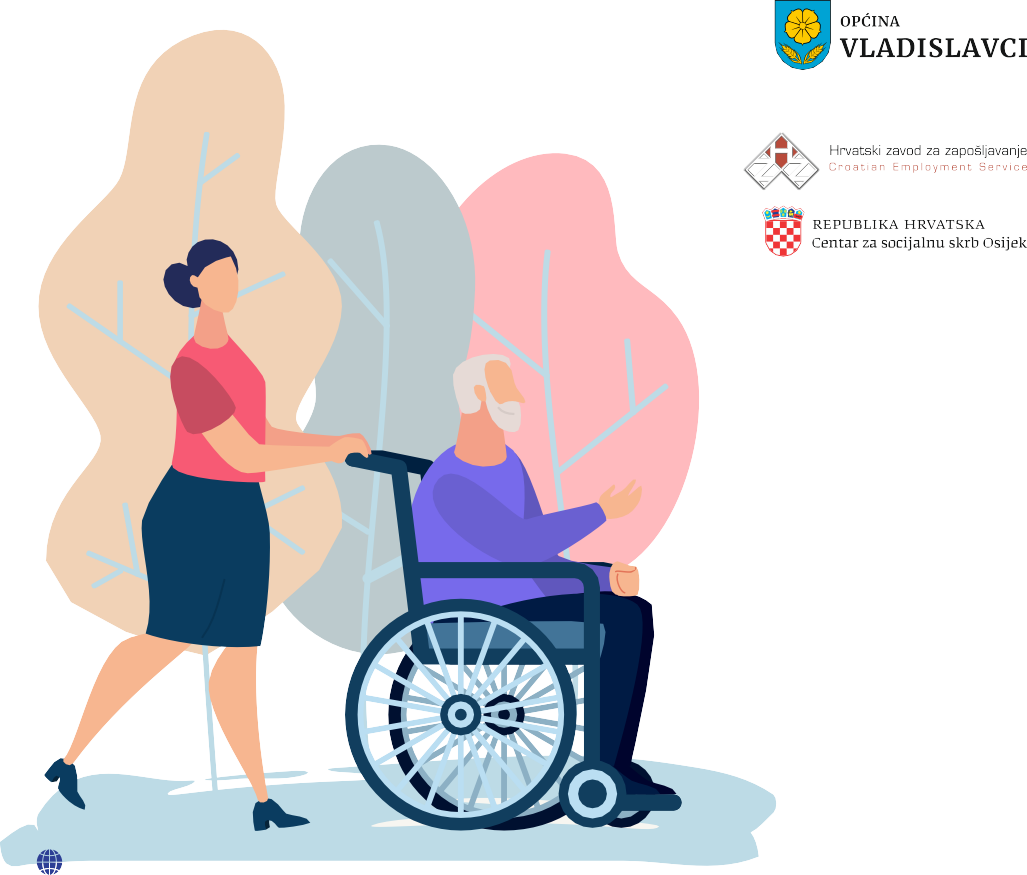 OPĆINA
VLADISLAVCI
Hrvatski zavod za zapošljavanje
Croatian Employment Service
REPUBLIKA HRVATSKA
Centar za socijalnu skrb Osijek